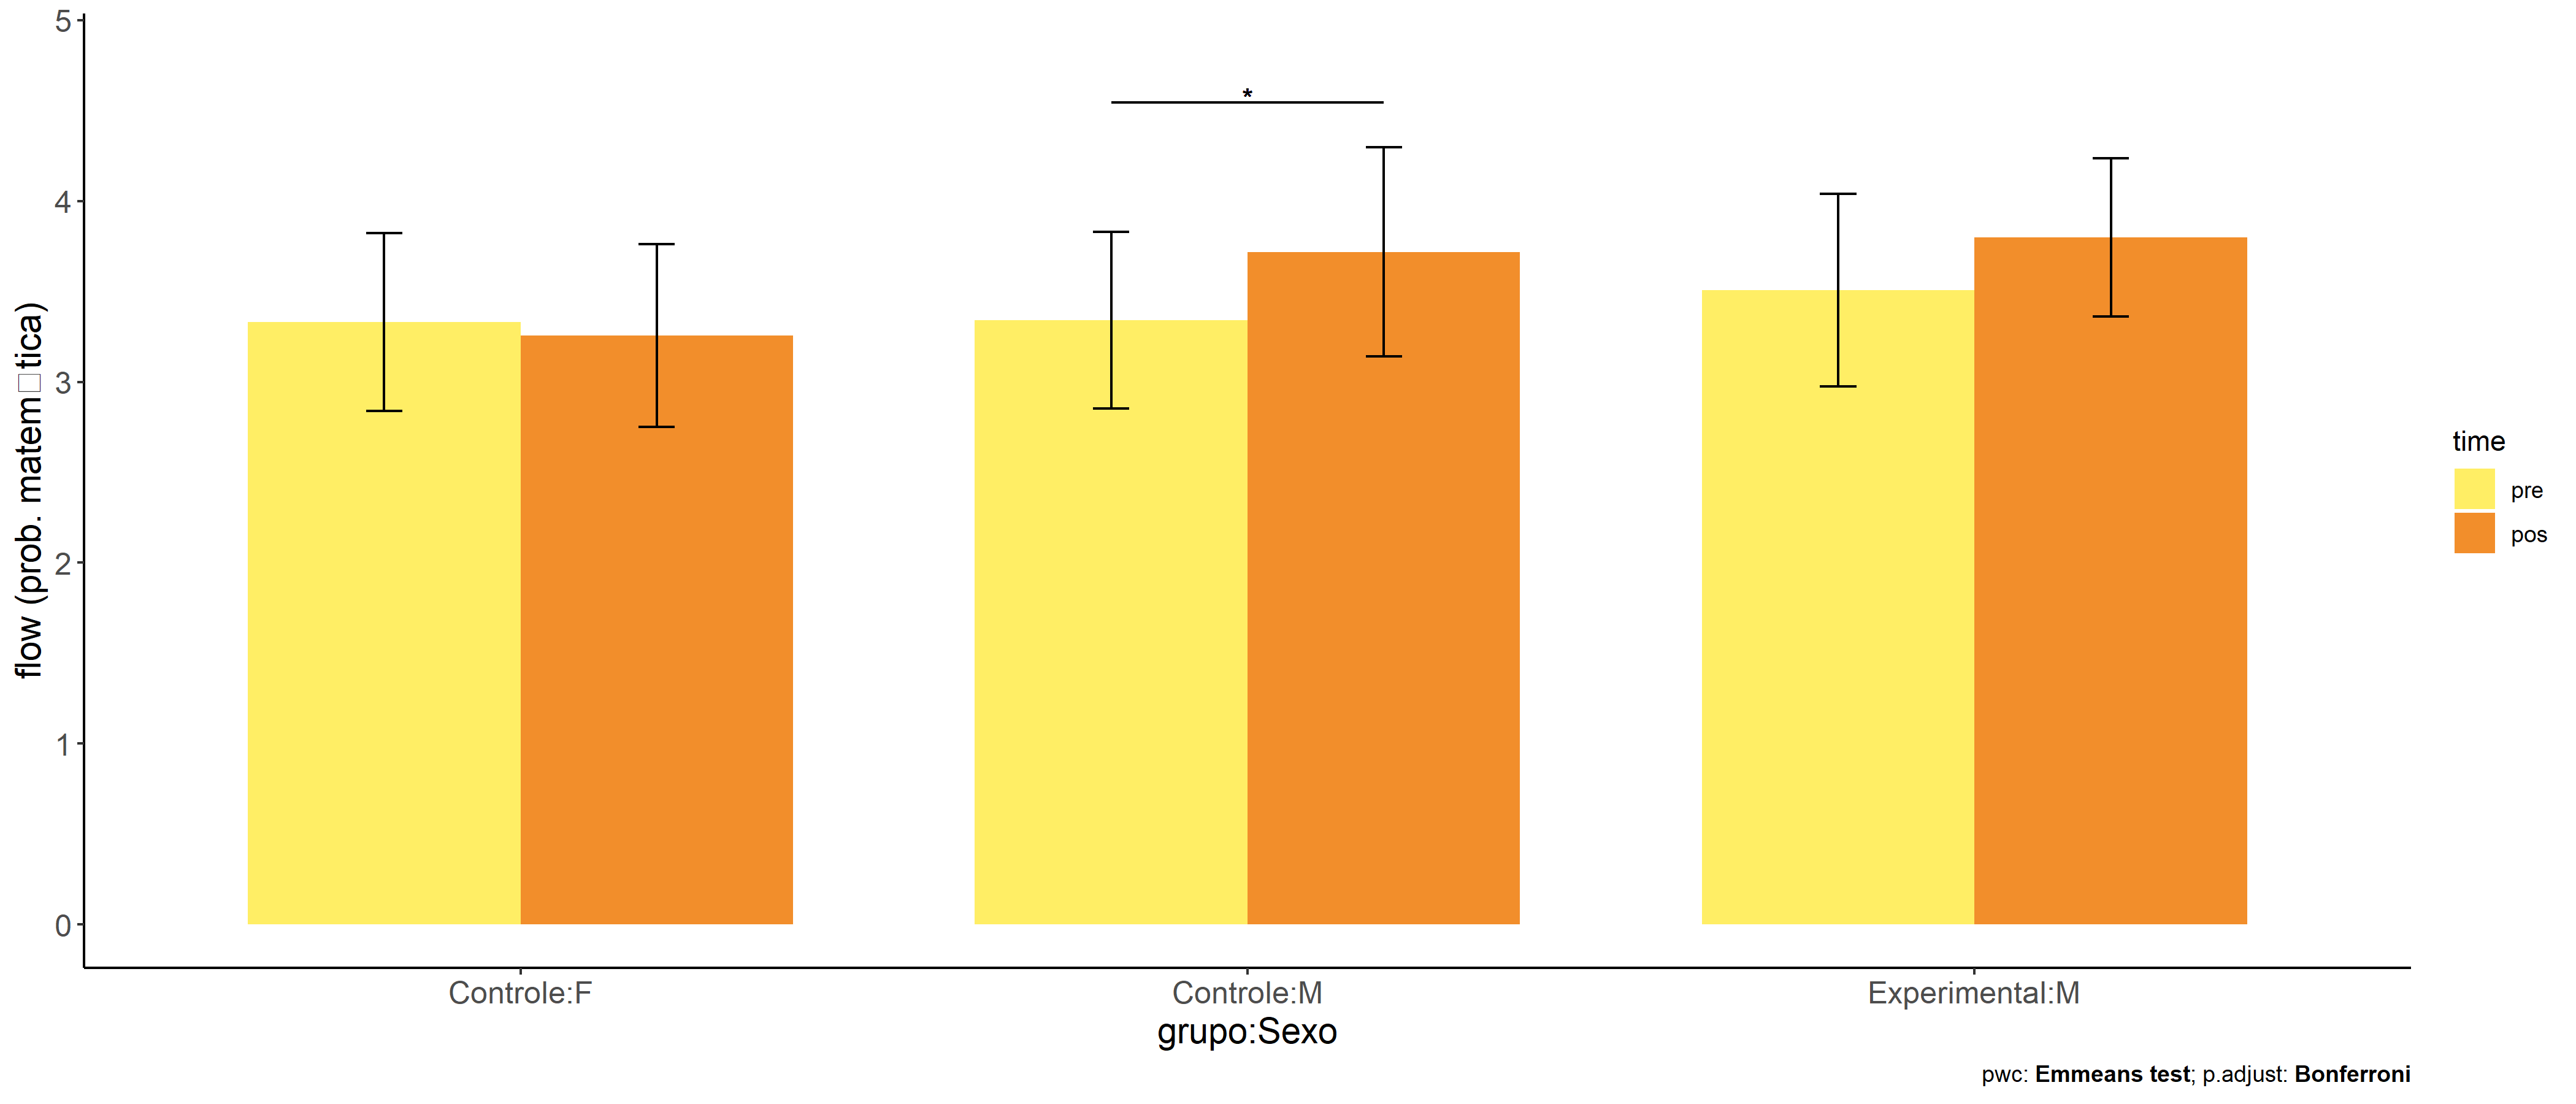 5
4
3
2
1
0
flow (prob. matem□tica)
*
Controle:F
Controle:M
Experimental:M
grupo:Sexo
time
pre
pos
pwc: Emmeans test; p.adjust: Bonferroni